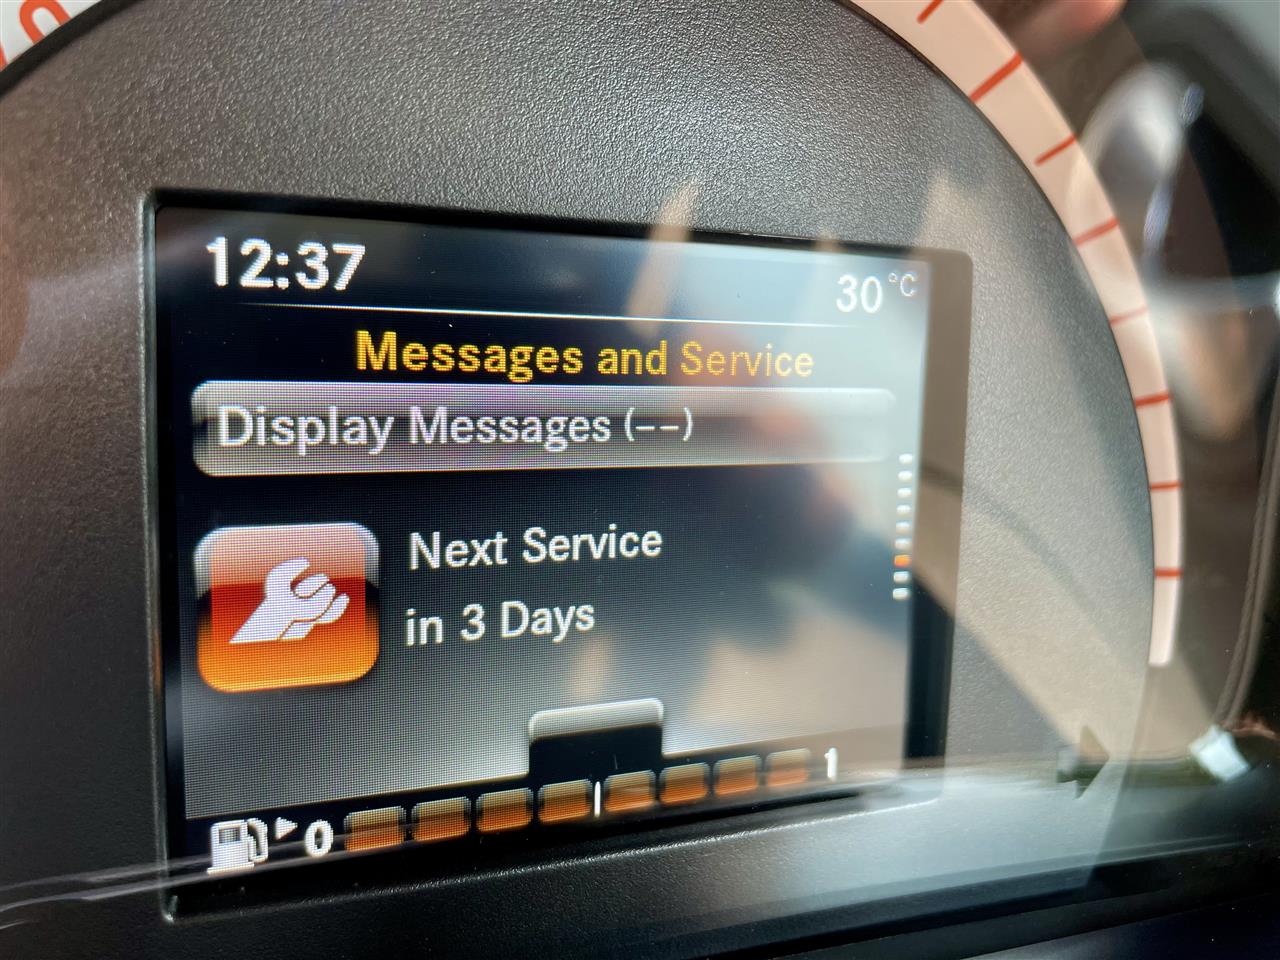 12:37
30 °C
Messages and Service
Display Messages (--)
Next Service
in 3 Days
0
1